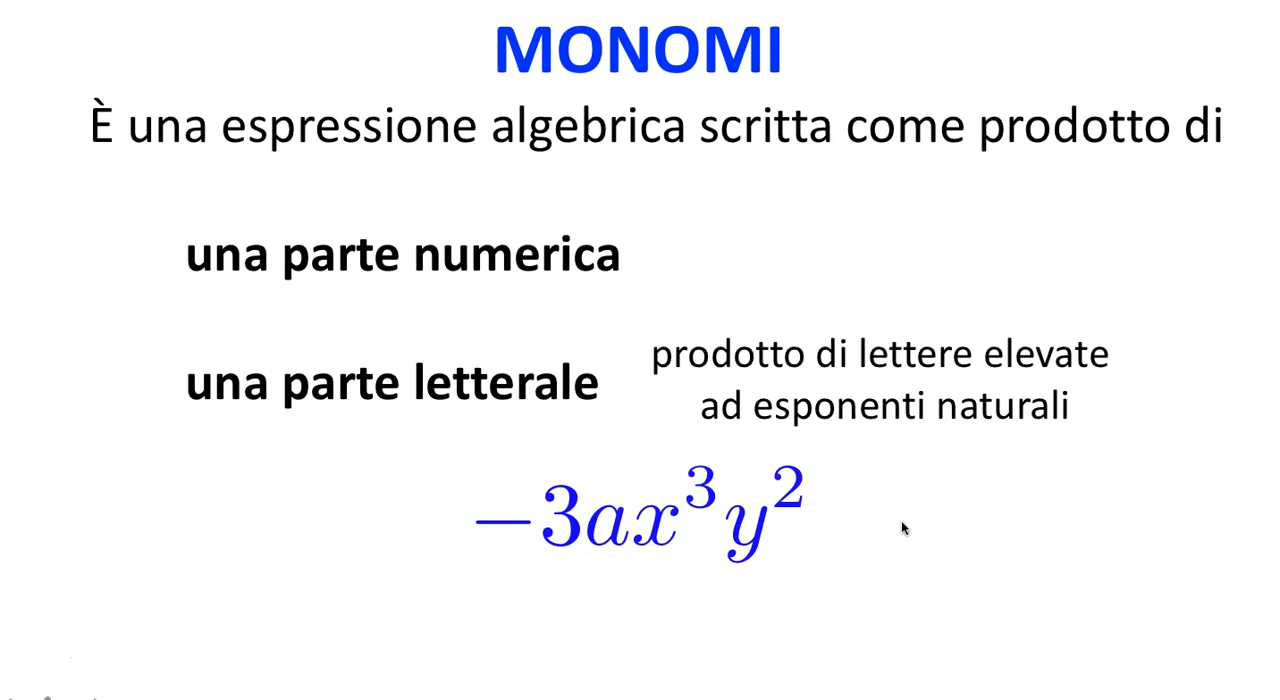 MONOMI
È una espressione algebrica scritta come prodotto di
una parte numerica
una parte letterale
prodotto di lettere elevate
ad esponenti naturali
−3ax³y²